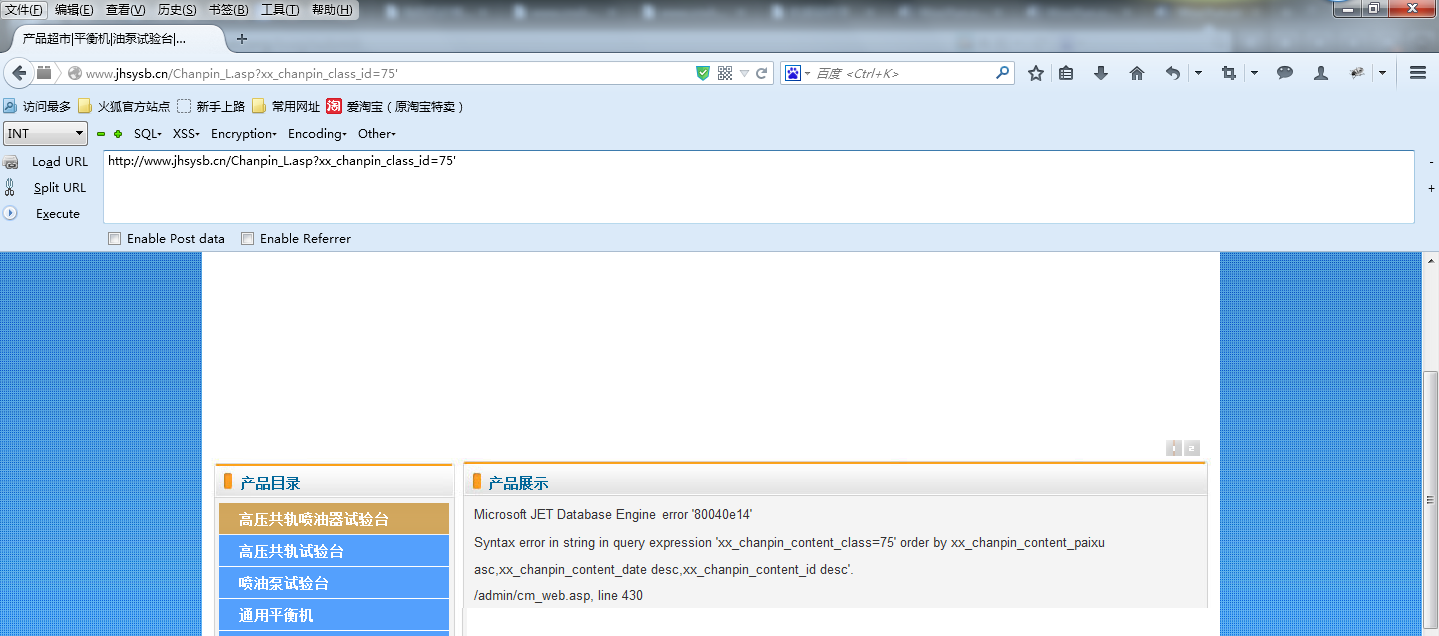 文件(F) 编辑(E) 查看(V) 历史(S) 书签(B) 工具(T) 帮助(H)
产品超市|平衡机|油泵试验台|...
www.jhsysb.cn/Chanpin_L.asp?xx_chanpin_class_id=75'
百度 <Ctrl+K>
访问最多 火狐官方站点 新手上路 常用网址 淘 爱淘宝（原淘宝特卖）
INT SQL XSS Encryption Encoding Other
Load URL http://www.jhsysb.cn/Chanpin_L.asp?xx_chanpin_class_id=75'
Split URL
Execute
Enable Post data Enable Referrer
1 2
产品目录
高压共轨喷油器试验台
高压共轨试验台
喷油泵试验台
通用平衡机
产品展示
Microsoft JET Database Engine error '80040e14'
Syntax error in string in query expression 'xx_chanpin_content_class=75' order by xx_chanpin_content_paixu
asc,xx_chanpin_content_date desc,xx_chanpin_content_id desc'.
/admin/cm_web.asp, line 430